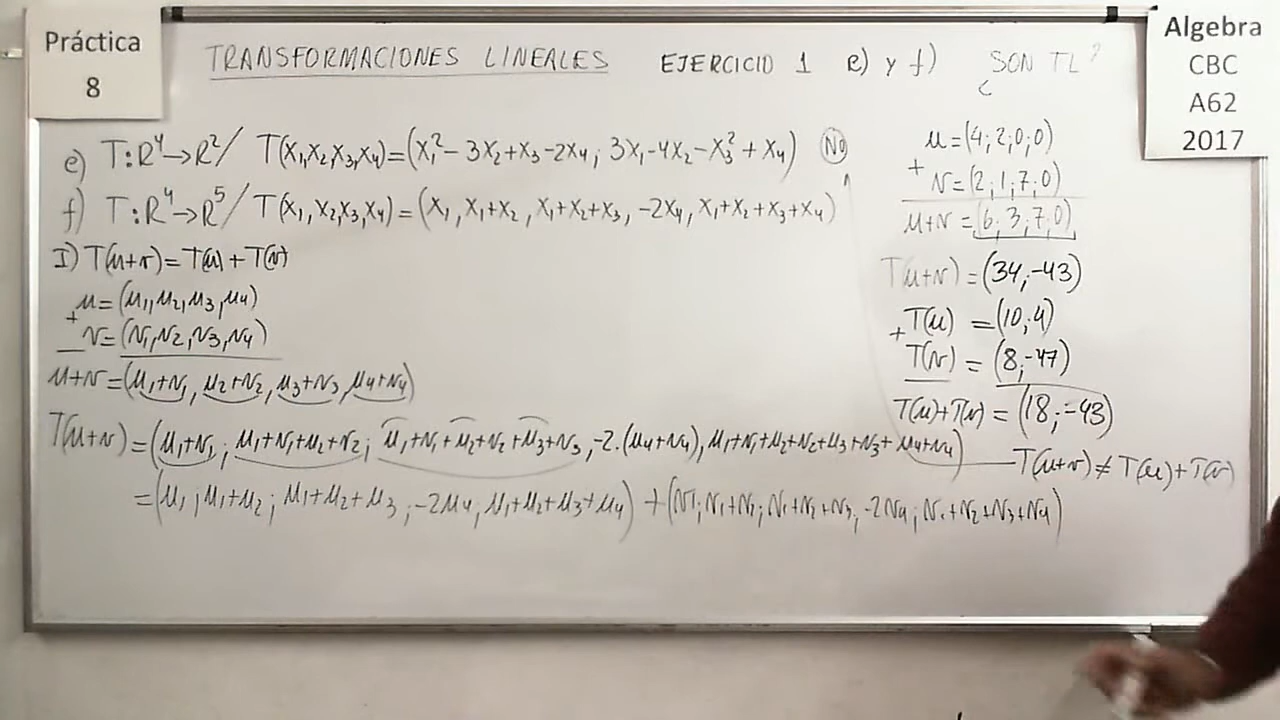 Práctica
8
TRANSFORMACIONES LINEALES EJERCICIO 1 e) y f) ¿SON TL?
Algebra
CBC
A62
2017
e) T:R⁴→R²/ T(x₁,x₂,x₃,x₄)=(x₁²-3x₂+x₃-2x₄; 3x₁-4x₂-x₃²+x₄) No
f) T:R⁴→R⁵/ T(x₁,x₂,x₃,x₄)=(x₁,x₁+x₂,x₁+x₂+x₃,-2x₄,x₁+x₂+x₃+x₄)
I) T(u+v)=T(u)+T(v)
u=(u₁,u₂,u₃,u₄)
+ v=(v₁,v₂,v₃,v₄)
u+v=(u₁+v₁,u₂+v₂,u₃+v₃,u₄+v₄)
T(u+v)=(u₁+v₁;u₁+v₁+u₂+v₂;u₁+v₁+u₂+v₂+u₃+v₃,-2.(u₄+v₄),u₁+v₁+u₂+v₂+u₃+v₃+u₄+v₄)
=(u₁;u₁+u₂;u₁+u₂+u₃;-2u₄;u₁+u₂+u₃+u₄)+(v₁;v₁+v₂;v₁+v₂+v₃;-2v₄;v₁+v₂+v₃+v₄)
u=(4;2;0;0)
+ v=(2;1;7;0)
u+v=(6;3;7;0)
T(u+v)=(34,-43)
T(u)=(10;4)
+ T(v)=(8;-47)
T(u)+T(v)=(18;-43)
T(u+v)≠T(u)+T(v)